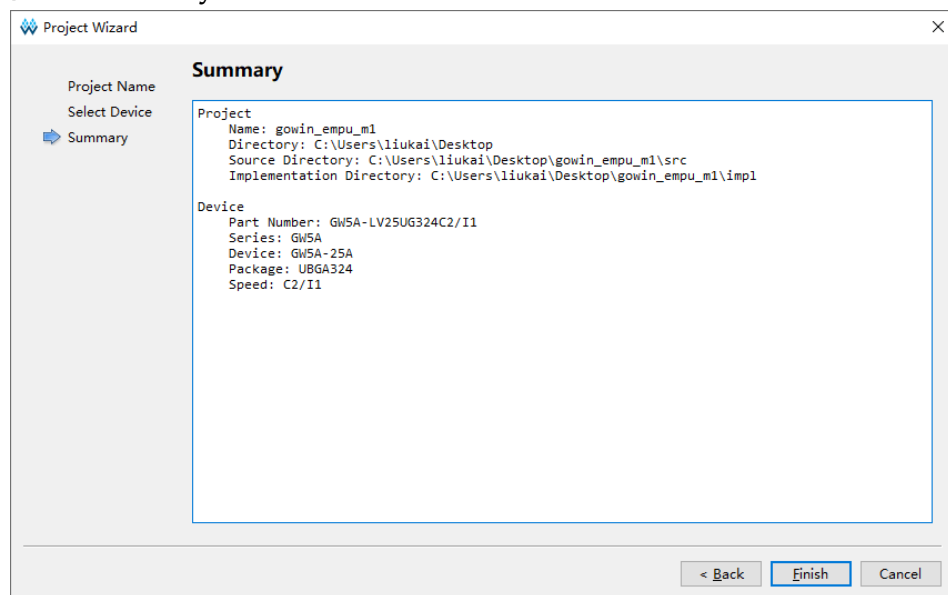 Project Wizard
Project Name
Select Device
Summary
Summary
Project
Name: gowin_empu_m1
Directory: C:\Users\liukai\Desktop
Source Directory: C:\Users\liukai\Desktop\gowin_empu_m1\src
Implementation Directory: C:\Users\liukai\Desktop\gowin_empu_m1\impl
Device
Part Number: GW5A-LV25UG324C2/I1
Series: GW5A
Device: GW5A-25A
Package: UBGA324
Speed: C2/I1
< Back
Finish
Cancel